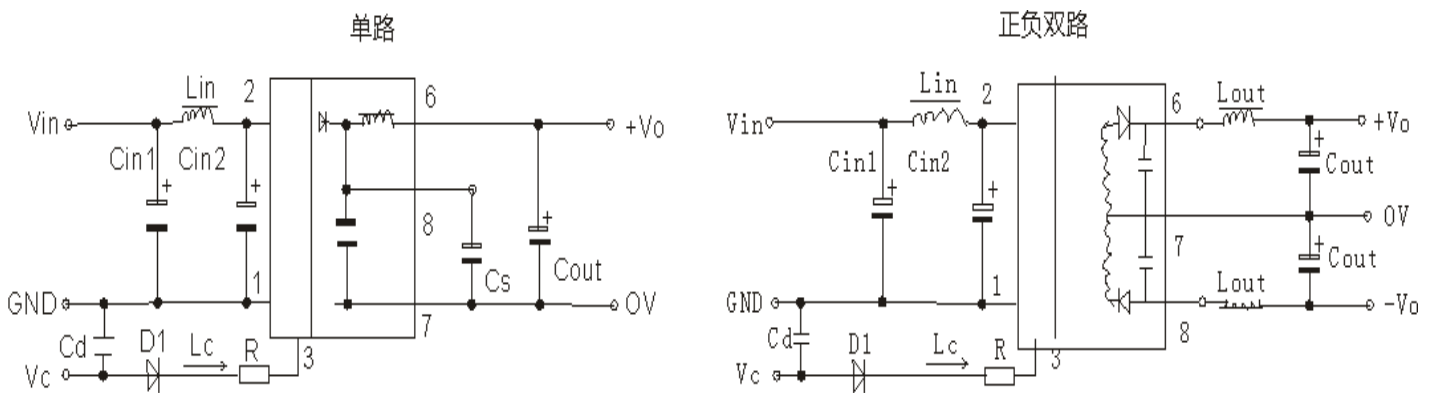 单路
Lin
2
6
Vin
+Vo
Cin1
Cin2
+
+
+
8
Cs
Cout
1
GND
0V
7
Cd
D1
Lc
R
3
Vc
正负双路
Lin
2
6
Lout
Vin
+Vo
Cin1
Cin2
+
Cout
+
+
0V
7
+
Cout
1
Lout
GND
-Vo
8
Cd
D1
Lc
R
3
Vc